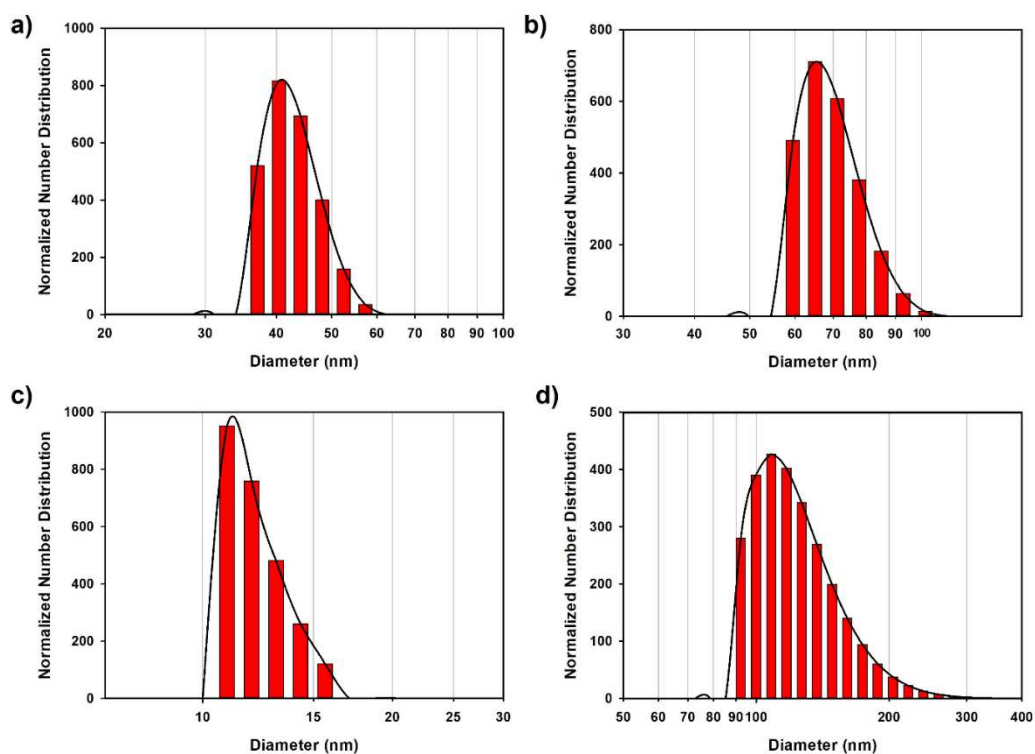 a)
Normalized Number Distribution
1000
800
600
400
200
0
20 30 40 50 60 70 80 90 100
Diameter (nm)
b)
Normalized Number Distribution
800
600
400
200
0
30 40 50 60 70 80 90 100
Diameter (nm)
c)
Normalized Number Distribution
1000
800
600
400
200
0
10 15 20 25 30
Diameter (nm)
d)
Normalized Number Distribution
500
400
300
200
100
0
50 60 70 80 90 100 200 300 400
Diameter (nm)